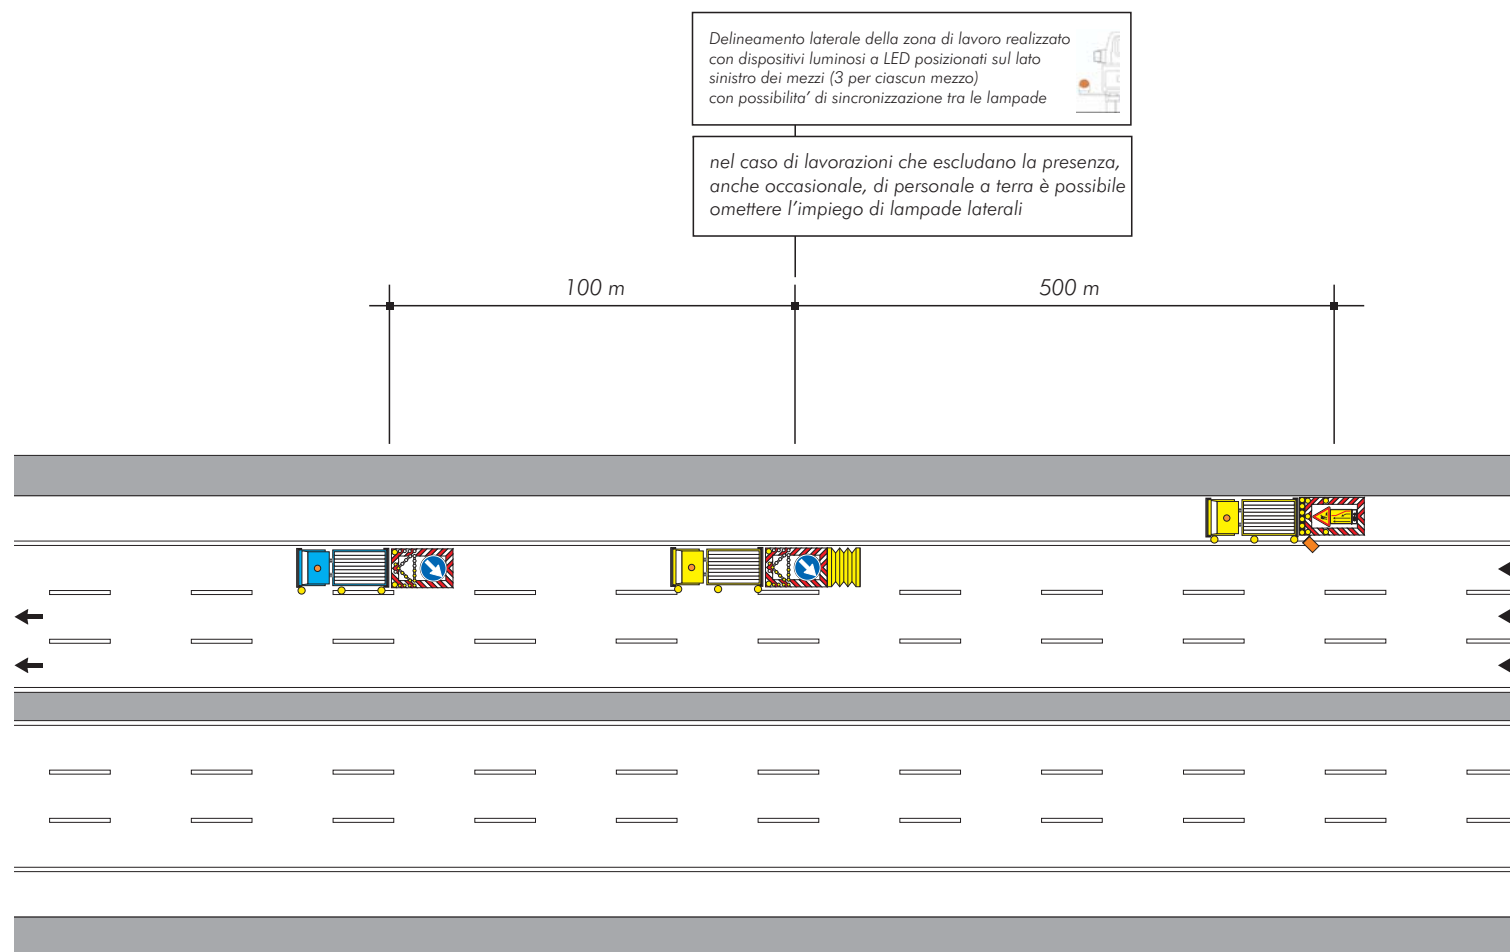 Delineamento laterale della zona di lavoro realizzato
con dispositivi luminosi a LED posizionati sul lato
sinistro dei mezzi (3 per ciascun mezzo)
con possibilita’ di sincronizzazione tra le lampade
nel caso di lavorazioni che escludano la presenza,
anche occasionale, di personale a terra è possibile
omettere l’impiego di lampade laterali
100 m
500 m